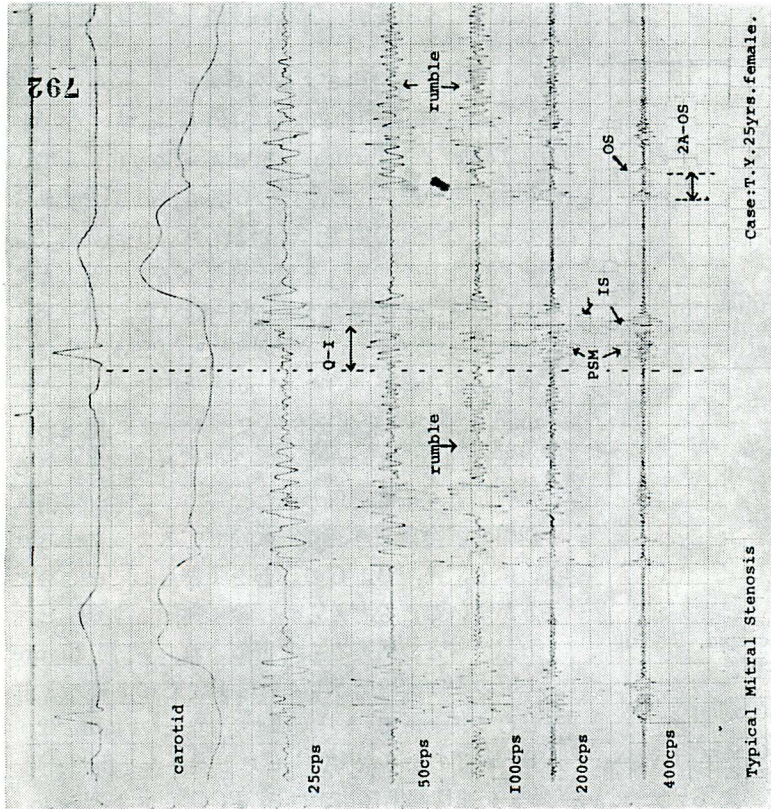 792
carotid
25cps
Q-I
50cps
rumble
rumble
I00cps
200cps
PSM
IS
OS
400cps
2A-OS
Typical Mitral Stenosis
Case:T.Y.25yrs.female.